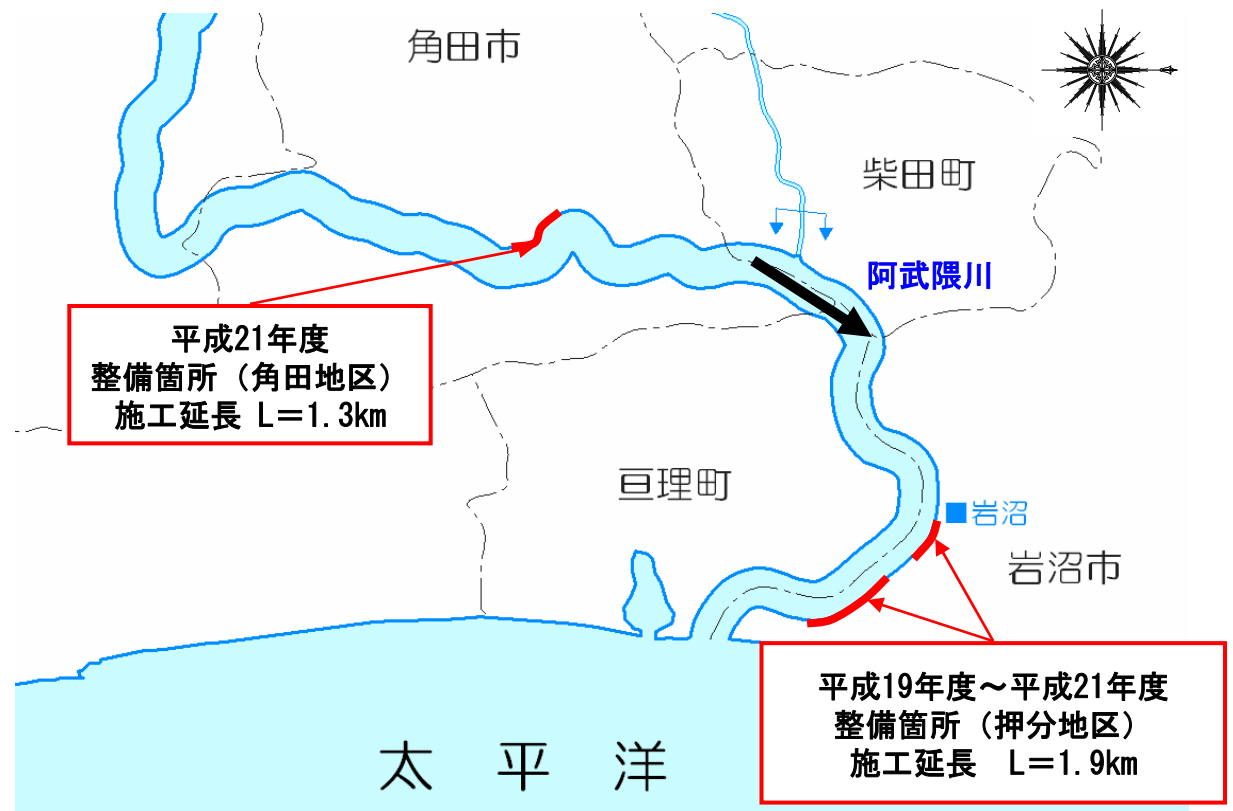 角田市
柴田町
阿武隈川
平成21年度
整備箇所（角田地区）
施工延長 L＝1.3km
亘理町
■岩沼
岩沼市
平成19年度～平成21年度
整備箇所（押分地区）
施工延長　L＝1.9km
太 平 洋